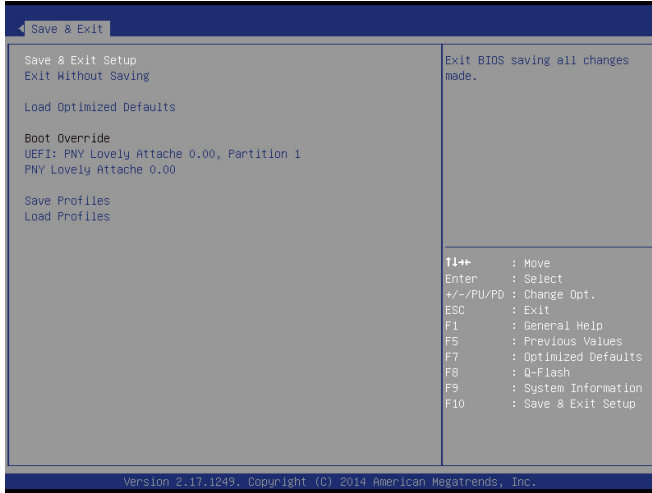 Save & Exit
Save & Exit Setup
Exit Without Saving
Load Optimized Defaults
Boot Override
UEFI: PNY Lovely Attache 0.00, Partition 1
PNY Lovely Attache 0.00
Save Profiles
Load Profiles
Exit BIOS saving all changes
made.
↑↓→← : Move
Enter : Select
+/-/PU/PD : Change Opt.
ESC : Exit
F1 : General Help
F5 : Previous Values
F7 : Optimized Defaults
F8 : Q-Flash
F9 : System Information
F10 : Save & Exit Setup
Version 2.17.1249. Copyright (C) 2014 American Megatrends, Inc.